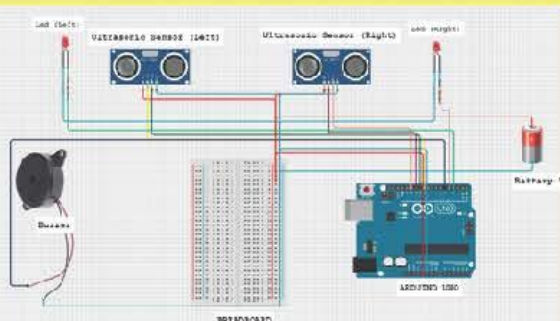 Led (Left)
Ultrasonic Sensor (Left)
Ultrasonic Sensor (Right)
Led (Right)
Battery
Buzzer
ARDUINO UNO
BREADBOARD